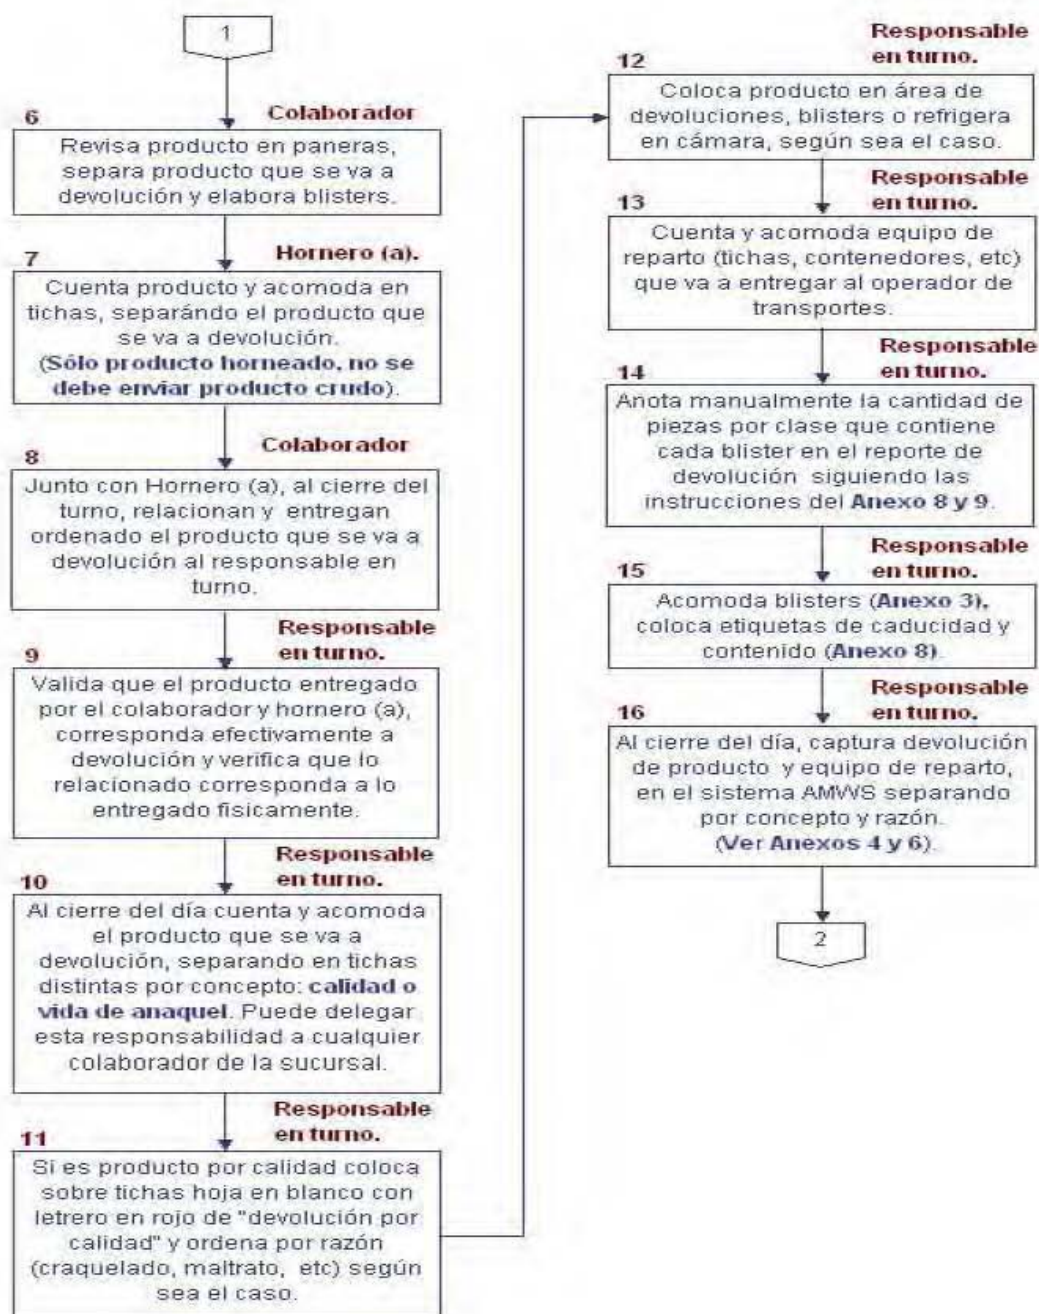 1
6
Colaborador
Revisa producto en paneras,
separa producto que se va a
devolución y elabora blisters.
7
Hornero (a).
Cuenta producto y acomoda en
tichas, separándo el producto que
se va a devolución.
(Sólo producto horneado, no se
debe enviar producto crudo).
8
Colaborador
Junto con Hornero (a), al cierre del
turno, relacionan y entregan
ordenado el producto que se va a
devolución al responsable en
turno.
9
Responsable
en turno.
Valida que el producto entregado
por el colaborador y hornero (a),
corresponda efectivamente a
devolución y verifica que lo
relacionado corresponda a lo
entregado físicamente.
10
Responsable
en turno.
Al cierre del día cuenta y acomoda
el producto que se va a
devolución, separando en tichas
distintas por concepto: calidad o
vida de anaquel. Puede delegar
esta responsabilidad a cualquier
colaborador de la sucursal.
11
Responsable
en turno.
Si es producto por calidad coloca
sobre tichas hoja en blanco con
letrero en rojo de "devolución por
calidad" y ordena por razón
(craquelado, maltrato, etc) según
sea el caso.
12
Responsable
en turno.
Coloca producto en área de
devoluciones, blisters o refrigera
en cámara, según sea el caso.
13
Responsable
en turno.
Cuenta y acomoda equipo de
reparto (tichas, contenedores, etc)
que va a entregar al operador de
transportes.
14
Responsable
en turno.
Anota manualmente la cantidad de
piezas por clase que contiene
cada blister en el reporte de
devolución siguiendo las
instrucciones del Anexo 8 y 9.
15
Responsable
en turno.
Acomoda blisters (Anexo 3),
coloca etiquetas de caducidad y
contenido (Anexo 8).
16
Responsable
en turno.
Al cierre del día, captura devolución
de producto y equipo de reparto,
en el sistema AMWS separando
por concepto y razón.
(Ver Anexos 4 y 6).
2